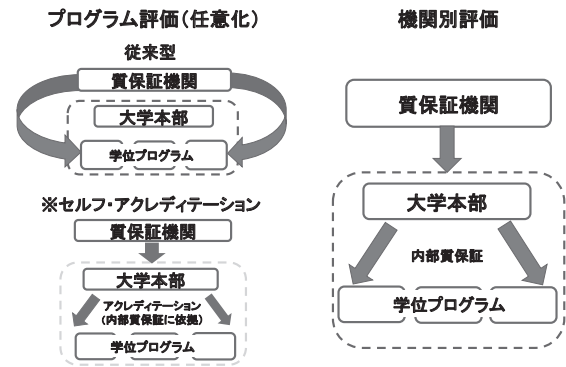 プログラム評価（任意化）
従来型
質保証機関
大学本部
学位プログラム
※セルフ・アクレディテーション
質保証機関
大学本部
アクレディテーション
（内部質保証に依拠）
学位プログラム
機関別評価
質保証機関
大学本部
内部質保証
学位プログラム